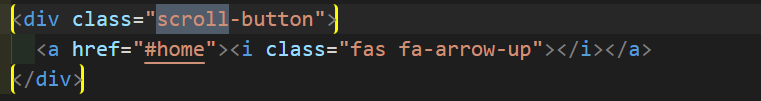 <div class="scroll-button">
<a href="#home"><i class="fas fa-arrow-up"></i></a>
</div>